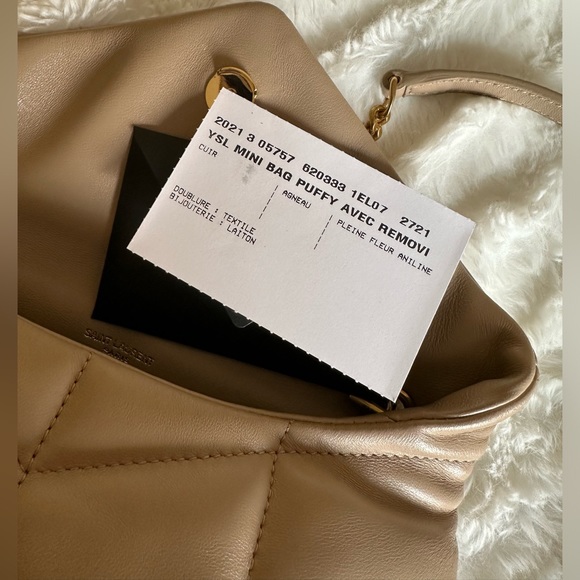 2021 3 05757 620333 1EL07 2721
YSL MINI BAG PUFFY AVEC REMOVI
CUIR
AGNEAU
PLEINE FLEUR ANILINE
DOUBLURE : TEXTILE
BIJOUTERIE : LAITON
SAINT LAURENT
PARIS